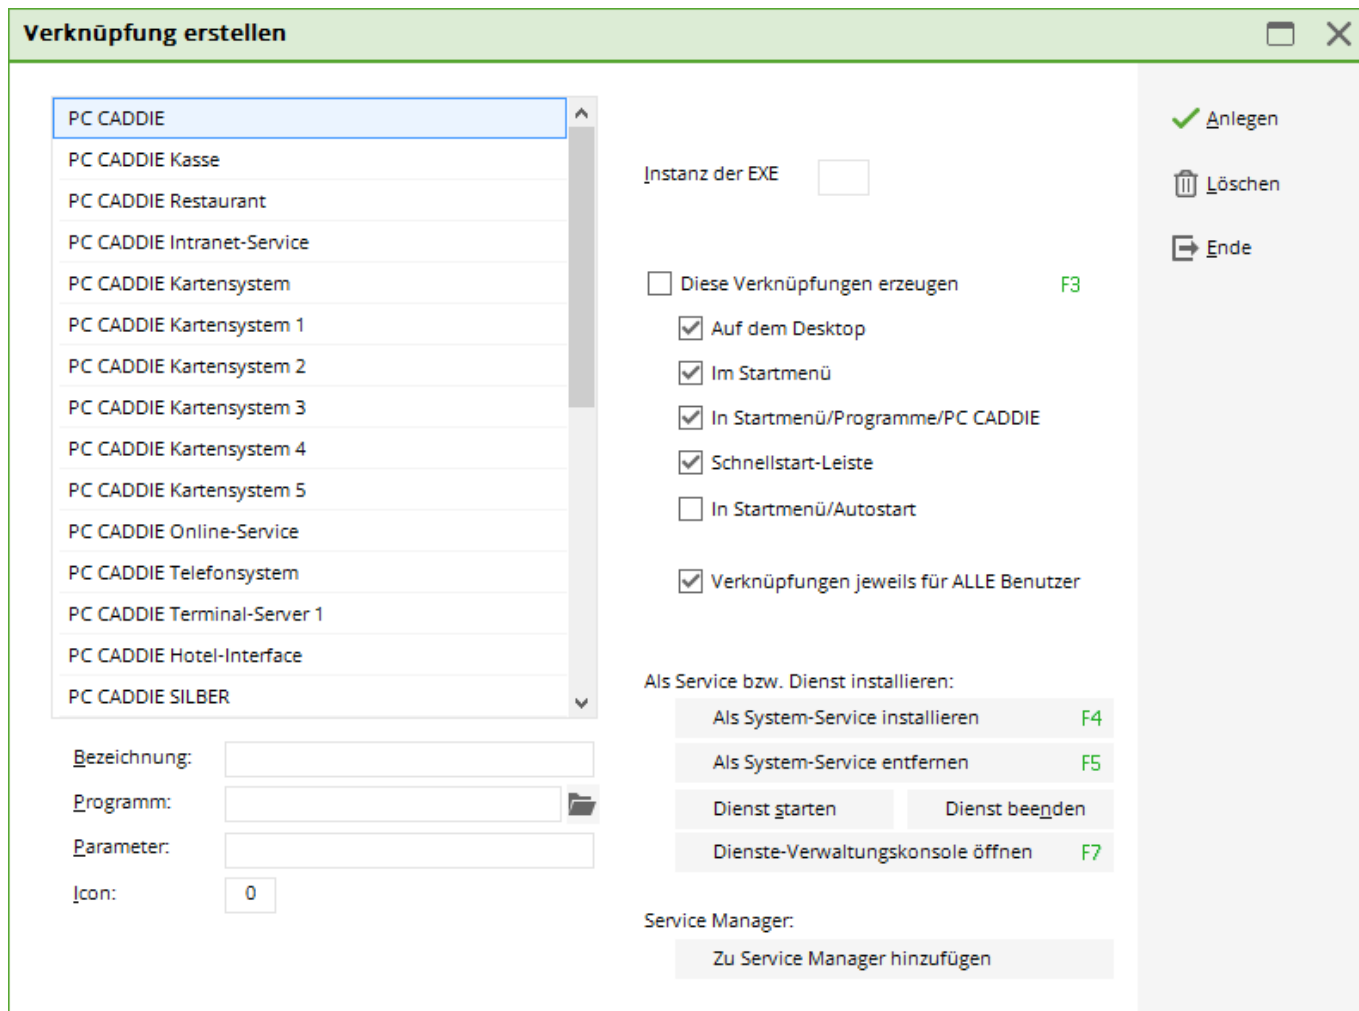 Verknüpfung erstellen
PC CADDIE
PC CADDIE Kasse
PC CADDIE Restaurant
PC CADDIE Intranet-Service
PC CADDIE Kartensystem
PC CADDIE Kartensystem 1
PC CADDIE Kartensystem 2
PC CADDIE Kartensystem 3
PC CADDIE Kartensystem 4
PC CADDIE Kartensystem 5
PC CADDIE Online-Service
PC CADDIE Telefonsystem
PC CADDIE Terminal-Server 1
PC CADDIE Hotel-Interface
PC CADDIE SILBER
Bezeichnung:
Programm:
Parameter:
Icon: 0
Instanz der EXE
Diese Verknüpfungen erzeugen F3
Auf dem Desktop
Im Startmenü
In Startmenü/Programme/PC CADDIE
Schnellstart-Leiste
In Startmenü/Autostart
Verknüpfungen jeweils für ALLE Benutzer
Als Service bzw. Dienst installieren:
Als System-Service installieren F4
Als System-Service entfernen F5
Dienst starten Dienst beenden
Dienste-Verwaltungskonsole öffnen F7
Service Manager:
Zu Service Manager hinzufügen
Anlegen
Löschen
Ende